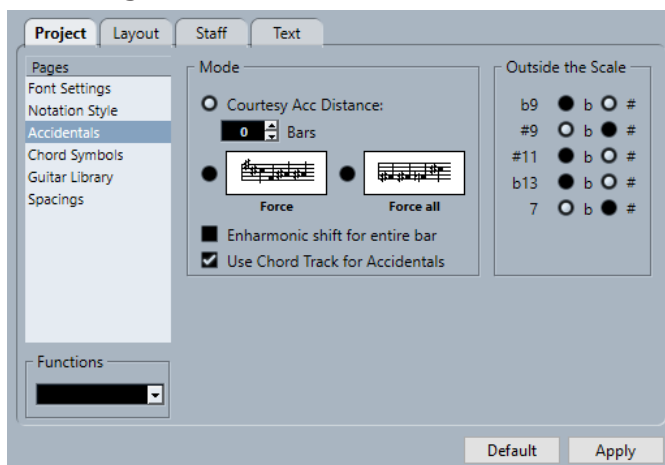 Project Layout Staff Text
Pages
Font Settings
Notation Style
Accidentals
Chord Symbols
Guitar Library
Spacings
Functions
Mode
Courtesy Acc Distance:
0 Bars
Force Force all
Enharmonic shift for entire bar
Use Chord Track for Accidentals
Outside the Scale
b9 b #
#9 b #
#11 b #
b13 b #
7 b #
Default Apply